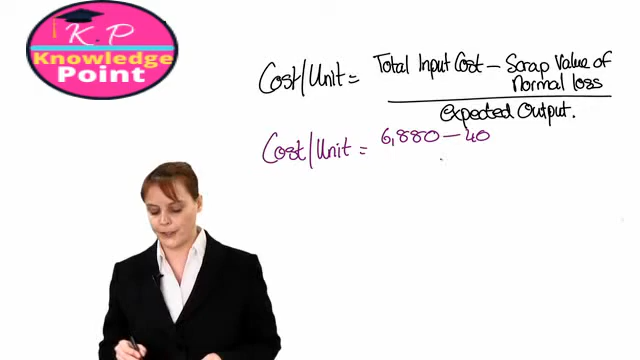 K.P
Knowledge
Point
Cost/Unit = Total Input Cost – Scrap Value of
Normal loss
Expected Output.
Cost/Unit = 6,880 – 40